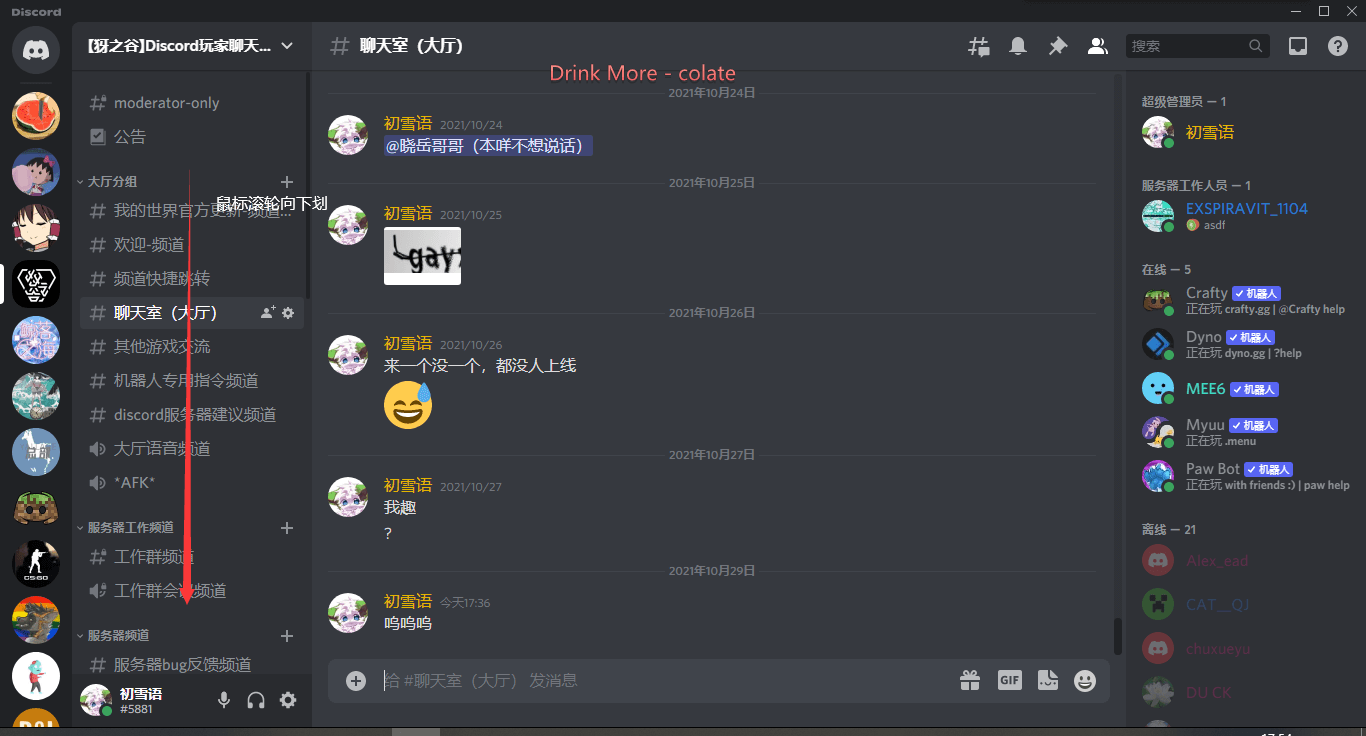 Discord
【犽之谷】Discord玩家聊天...
moderator-only
公告
大厅分组
我的世界官方更新-频道...
鼠标滚轮向下划
欢迎-频道
频道快捷跳转
聊天室（大厅）
其他游戏交流
机器人专用指令频道
discord服务器建议频道
大厅语音频道
*AFK*
服务器工作频道
工作群频道
工作群会议频道
服务器频道
服务器bug反馈频道
初雪语
#5881
CS:GO
聊天室（大厅）
搜索
Drink More - colate
2021年10月24日
初雪语 2021/10/24
@晓岳哥哥（本咩不想说话）
2021年10月25日
初雪语 2021/10/25
gay
2021年10月26日
初雪语 2021/10/26
来一个没一个，都没人上线
2021年10月27日
初雪语 2021/10/27
我趣
？
2021年10月29日
初雪语 今天17:36
呜呜呜
给 #聊天室（大厅） 发消息
GIF
超级管理员 — 1
初雪语
服务器工作人员 — 1
EXSPIRAVIT_1104
asdf
在线 — 5
Crafty 机器人
正在玩 crafty.gg | @Crafty help
Dyno 机器人
正在玩 dyno.gg | ?help
MEE6 机器人
Myuu 机器人
正在玩 .menu
Paw Bot 机器人
正在玩 with friends :) | paw help
离线 — 21
Alex_ead
CAT__QJ
chuxueyu
DU CK